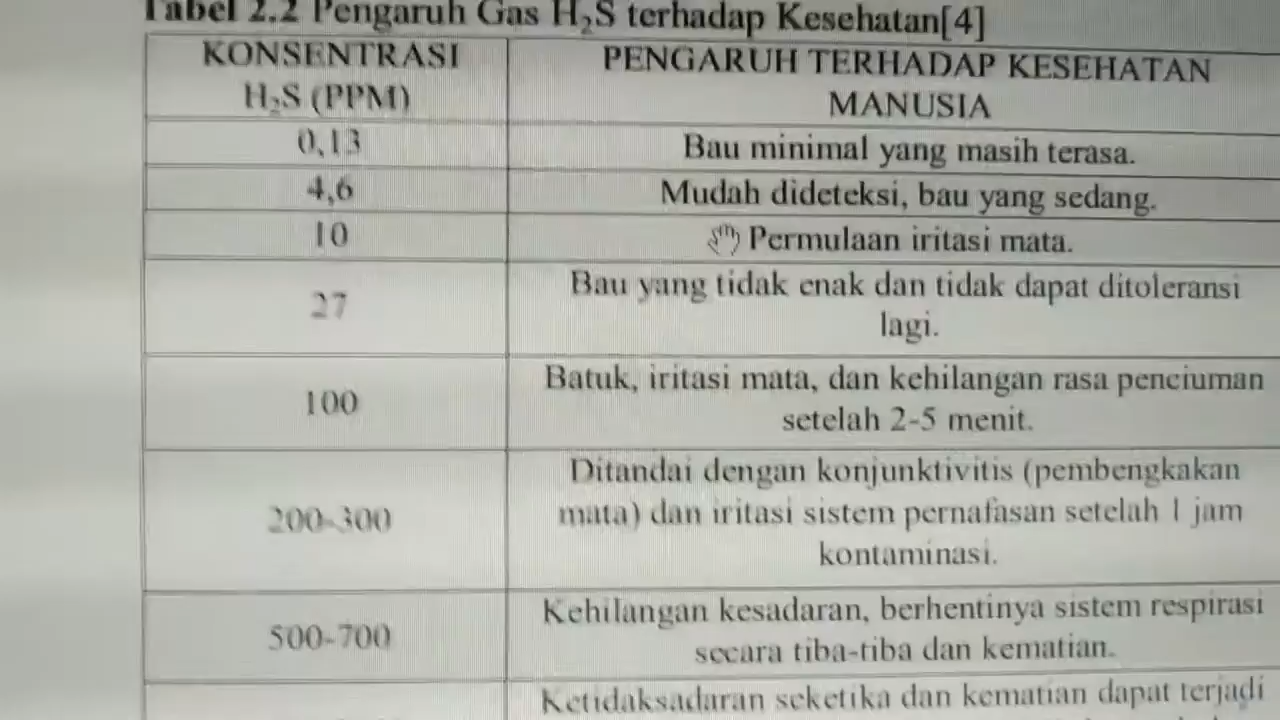 Tabel 2.2 Pengaruh Gas H₂S terhadap Kesehatan[4]
KONSENTRASI
H₂S (PPM)
PENGARUH TERHADAP KESEHATAN
MANUSIA
0,13
Bau minimal yang masih terasa.
4,6
Mudah dideteksi, bau yang sedang.
10
Permulaan iritasi mata.
27
Bau yang tidak enak dan tidak dapat ditoleransi
lagi.
100
Batuk, iritasi mata, dan kehilangan rasa penciuman
setelah 2-5 menit.
200-300
Ditandai dengan konjunktivitis (pembengkakan
mata) dan iritasi sistem pernafasan setelah 1 jam
kontaminasi.
500-700
Kehilangan kesadaran, berhentinya sistem respirasi
secara tiba-tiba dan kematian.
Ketidaksadaran seketika dan kematian dapat terjadi